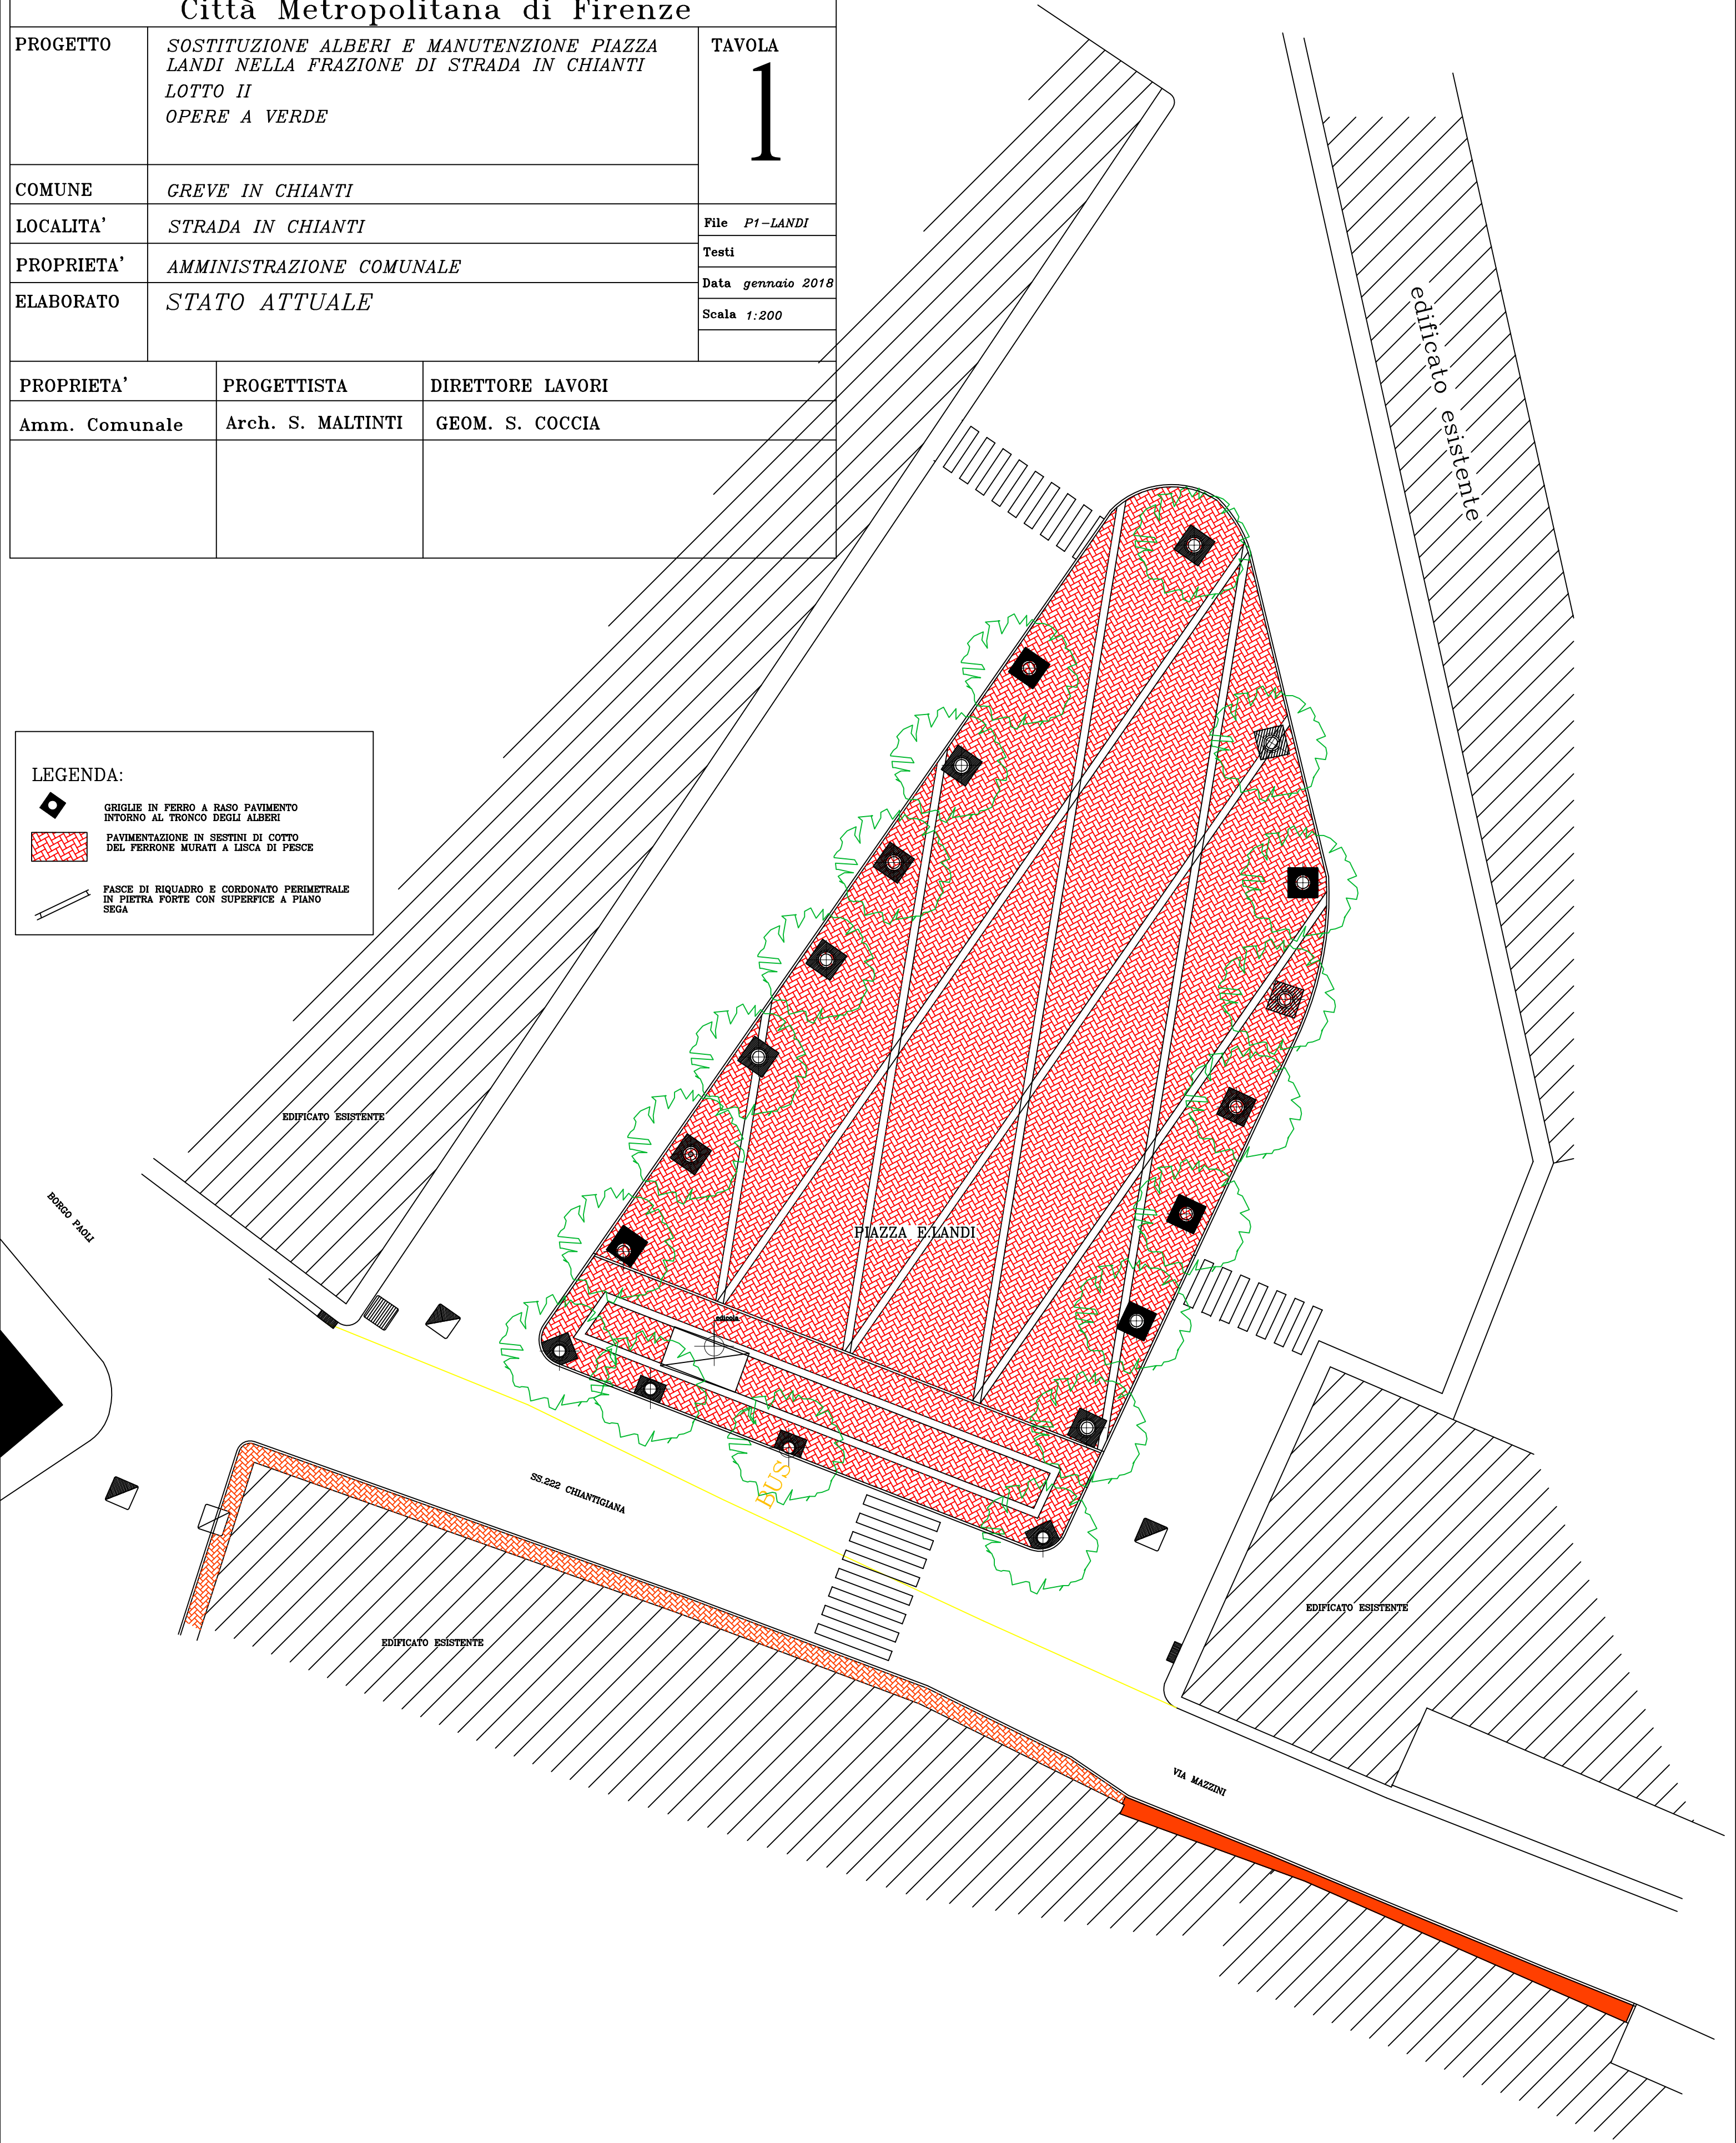 Città Metropolitana di Firenze
PROGETTO
SOSTITUZIONE ALBERI E MANUTENZIONE PIAZZA
LANDI NELLA FRAZIONE DI STRADA IN CHIANTI
LOTTO II
OPERE A VERDE
TAVOLA
1
COMUNE
GREVE IN CHIANTI
LOCALITA'
STRADA IN CHIANTI
PROPRIETA'
AMMINISTRAZIONE COMUNALE
ELABORATO
STATO ATTUALE
File P1-LANDI
Testi
Data gennaio 2018
Scala 1:200
PROPRIETA'
PROGETTISTA
DIRETTORE LAVORI
Amm. Comunale
Arch. S. MALTINTI
GEOM. S. COCCIA
edificato esistente
LEGENDA:
GRIGLIE IN FERRO A RASO PAVIMENTO
INTORNO AL TRONCO DEGLI ALBERI
PAVIMENTAZIONE IN SESTINI DI COTTO
DEL FERRONE MURATI A LISCA DI PESCE
FASCE DI RIQUADRO E CORDONATO PERIMETRALE
IN PIETRA FORTE CON SUPERFICE A PIANO
SEGA
EDIFICATO ESISTENTE
BORGO PAOLI
PIAZZA E.LANDI
edicola
BUS
SS.222 CHIANTIGIANA
EDIFICATO ESISTENTE
EDIFICATO ESISTENTE
VIA MAZZINI